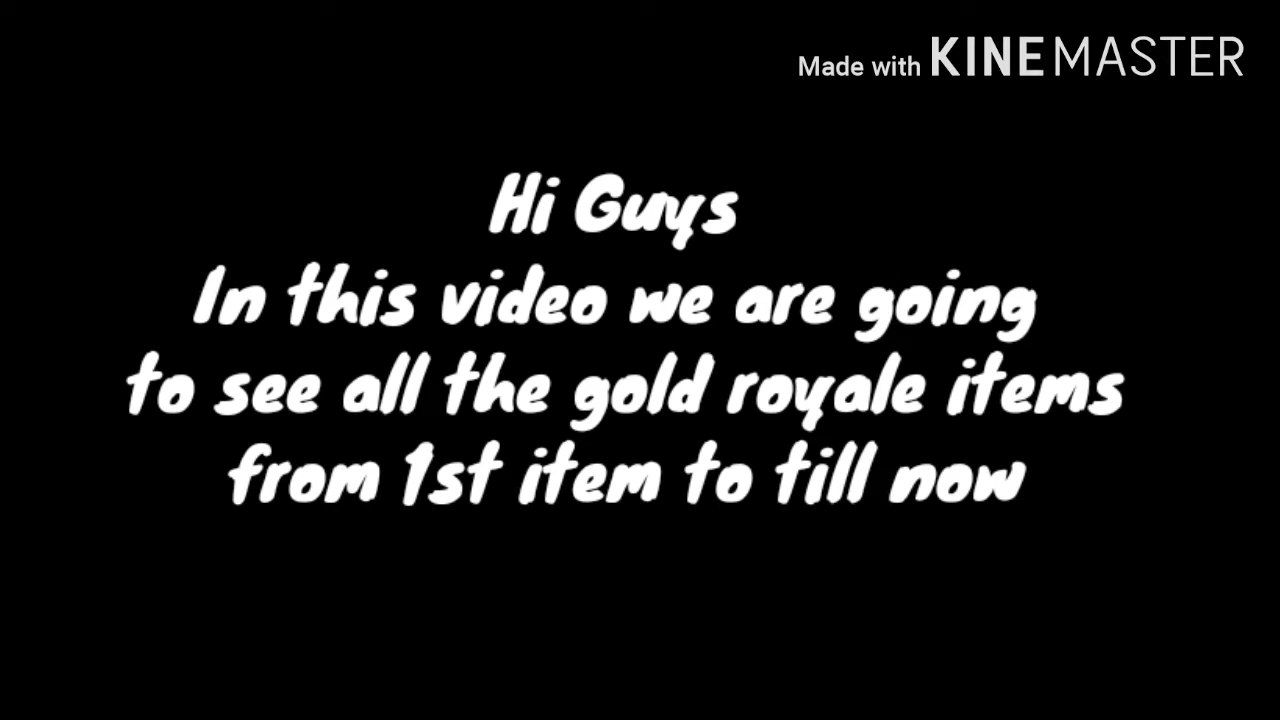 Made with KINEMASTER
Hi Guys
In this video we are going
to see all the gold royale items
from 1st item to till now